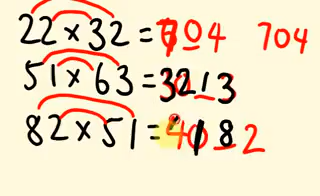 22 × 32 = 704 704
51 × 63 = 3213
82 × 51 = 4182